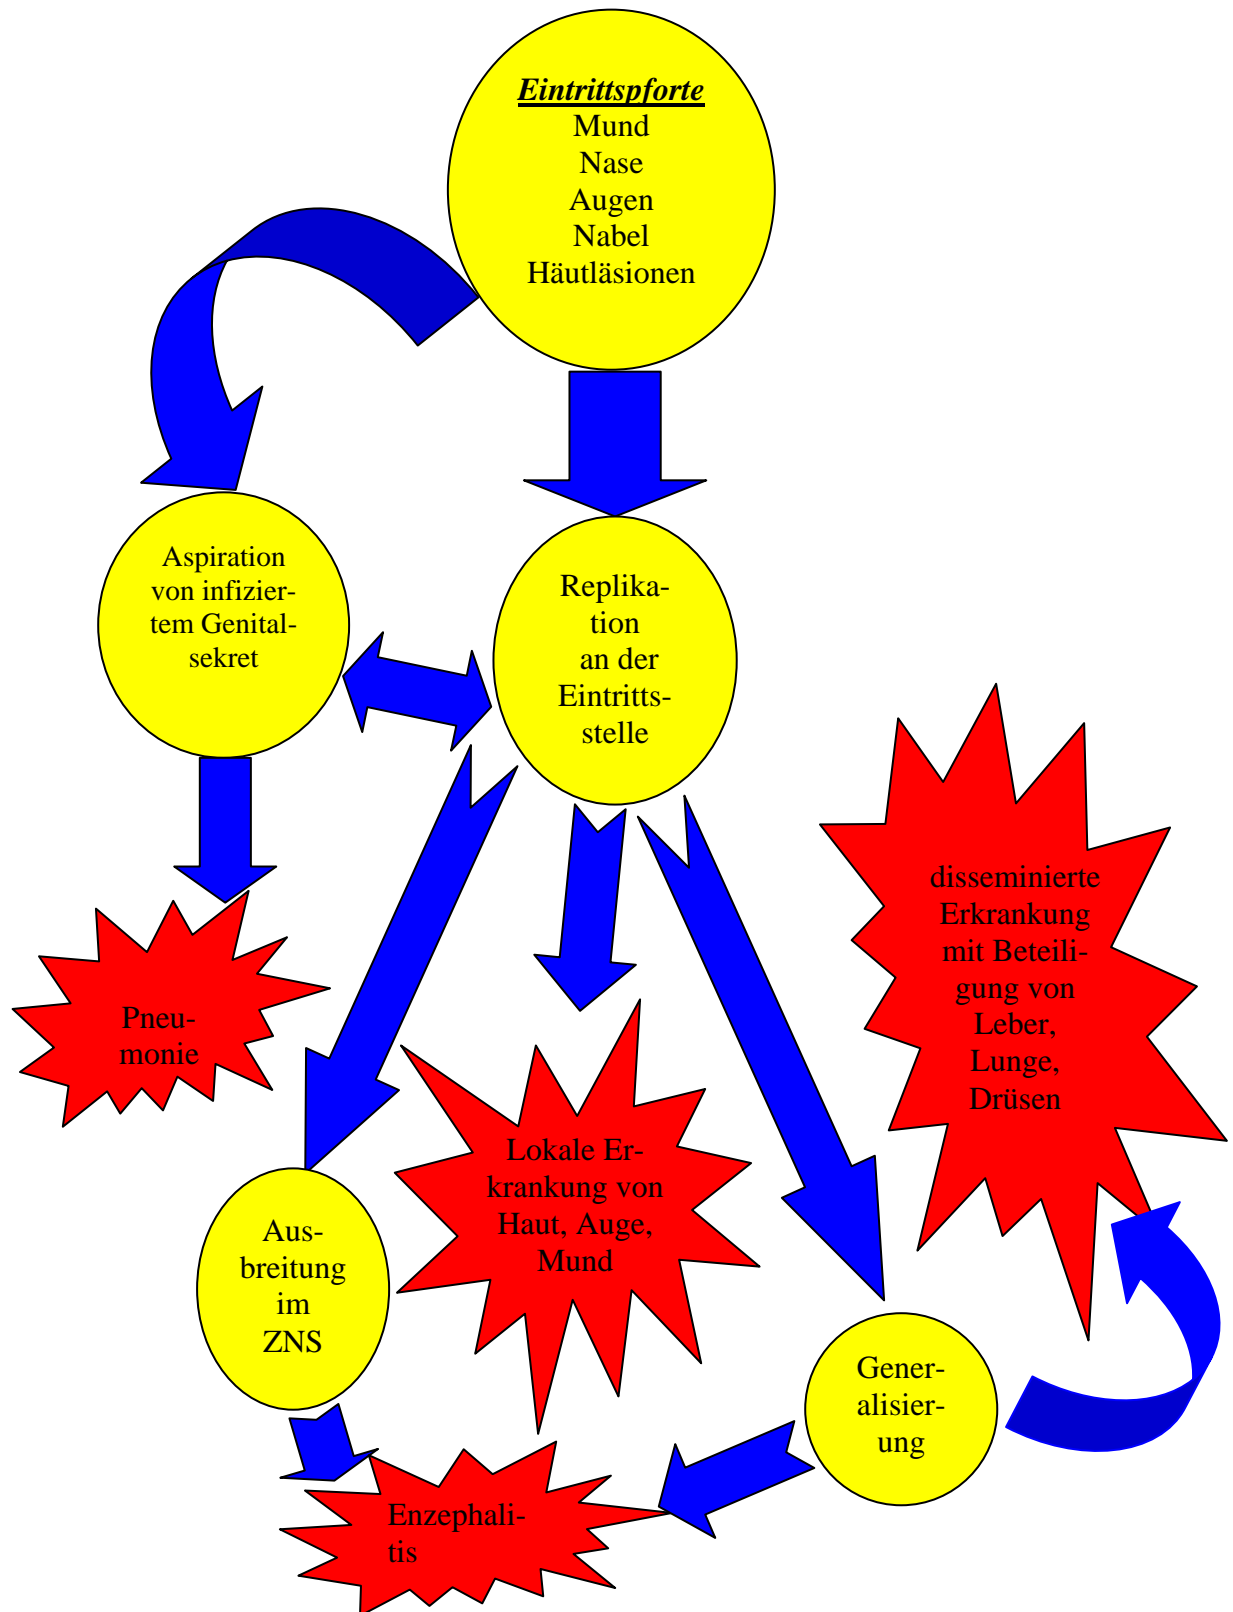 Eintrittspforte
Mund
Nase
Augen
Nabel
Häutläsionen
Aspiration
von infizier-
tem Genital-
sekret
Replika-
tion
an der
Eintritts-
stelle
disseminierte
Erkrankung
mit Beteili-
gung von
Leber,
Lunge,
Drüsen
Pneu-
monie
Lokale Er-
krankung von
Haut, Auge,
Mund
Aus-
breitung
im
ZNS
Gener-
alisier-
ung
Enzephali-
tis